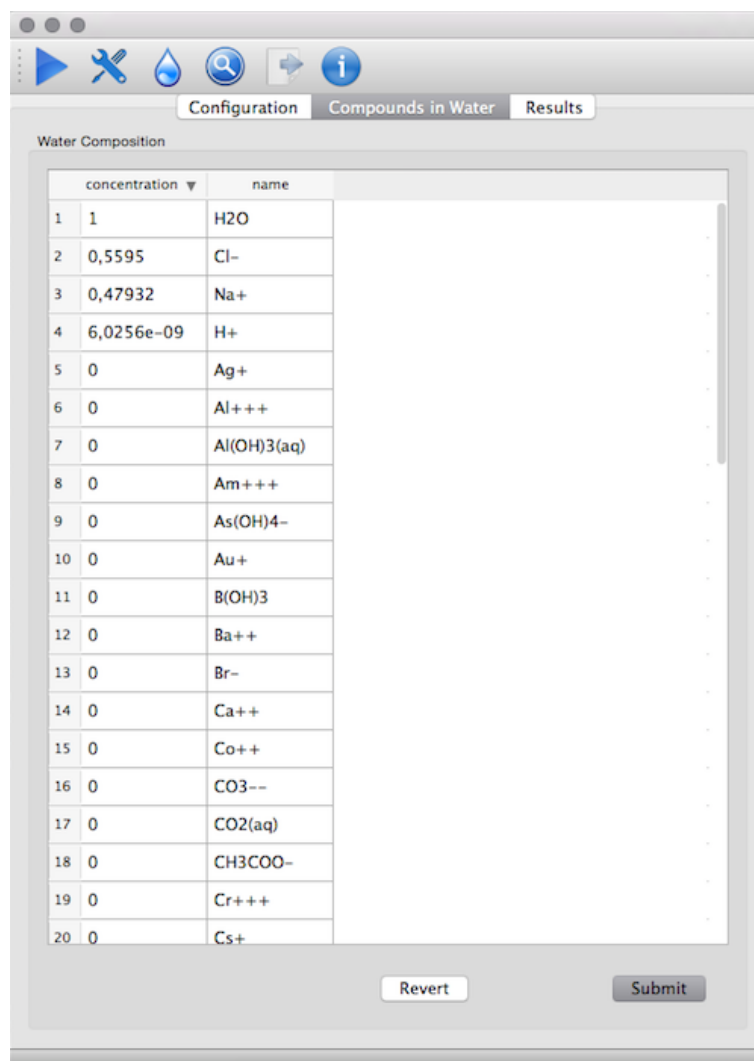 Configuration Compounds in Water Results
Water Composition
concentration ▼ name
1 1 H2O
2 0,5595 Cl-
3 0,47932 Na+
4 6,0256e-09 H+
5 0 Ag+
6 0 Al+++
7 0 Al(OH)3(aq)
8 0 Am+++
9 0 As(OH)4-
10 0 Au+
11 0 B(OH)3
12 0 Ba++
13 0 Br-
14 0 Ca++
15 0 Co++
16 0 CO3--
17 0 CO2(aq)
18 0 CH3COO-
19 0 Cr+++
20 0 Cs+
Revert Submit